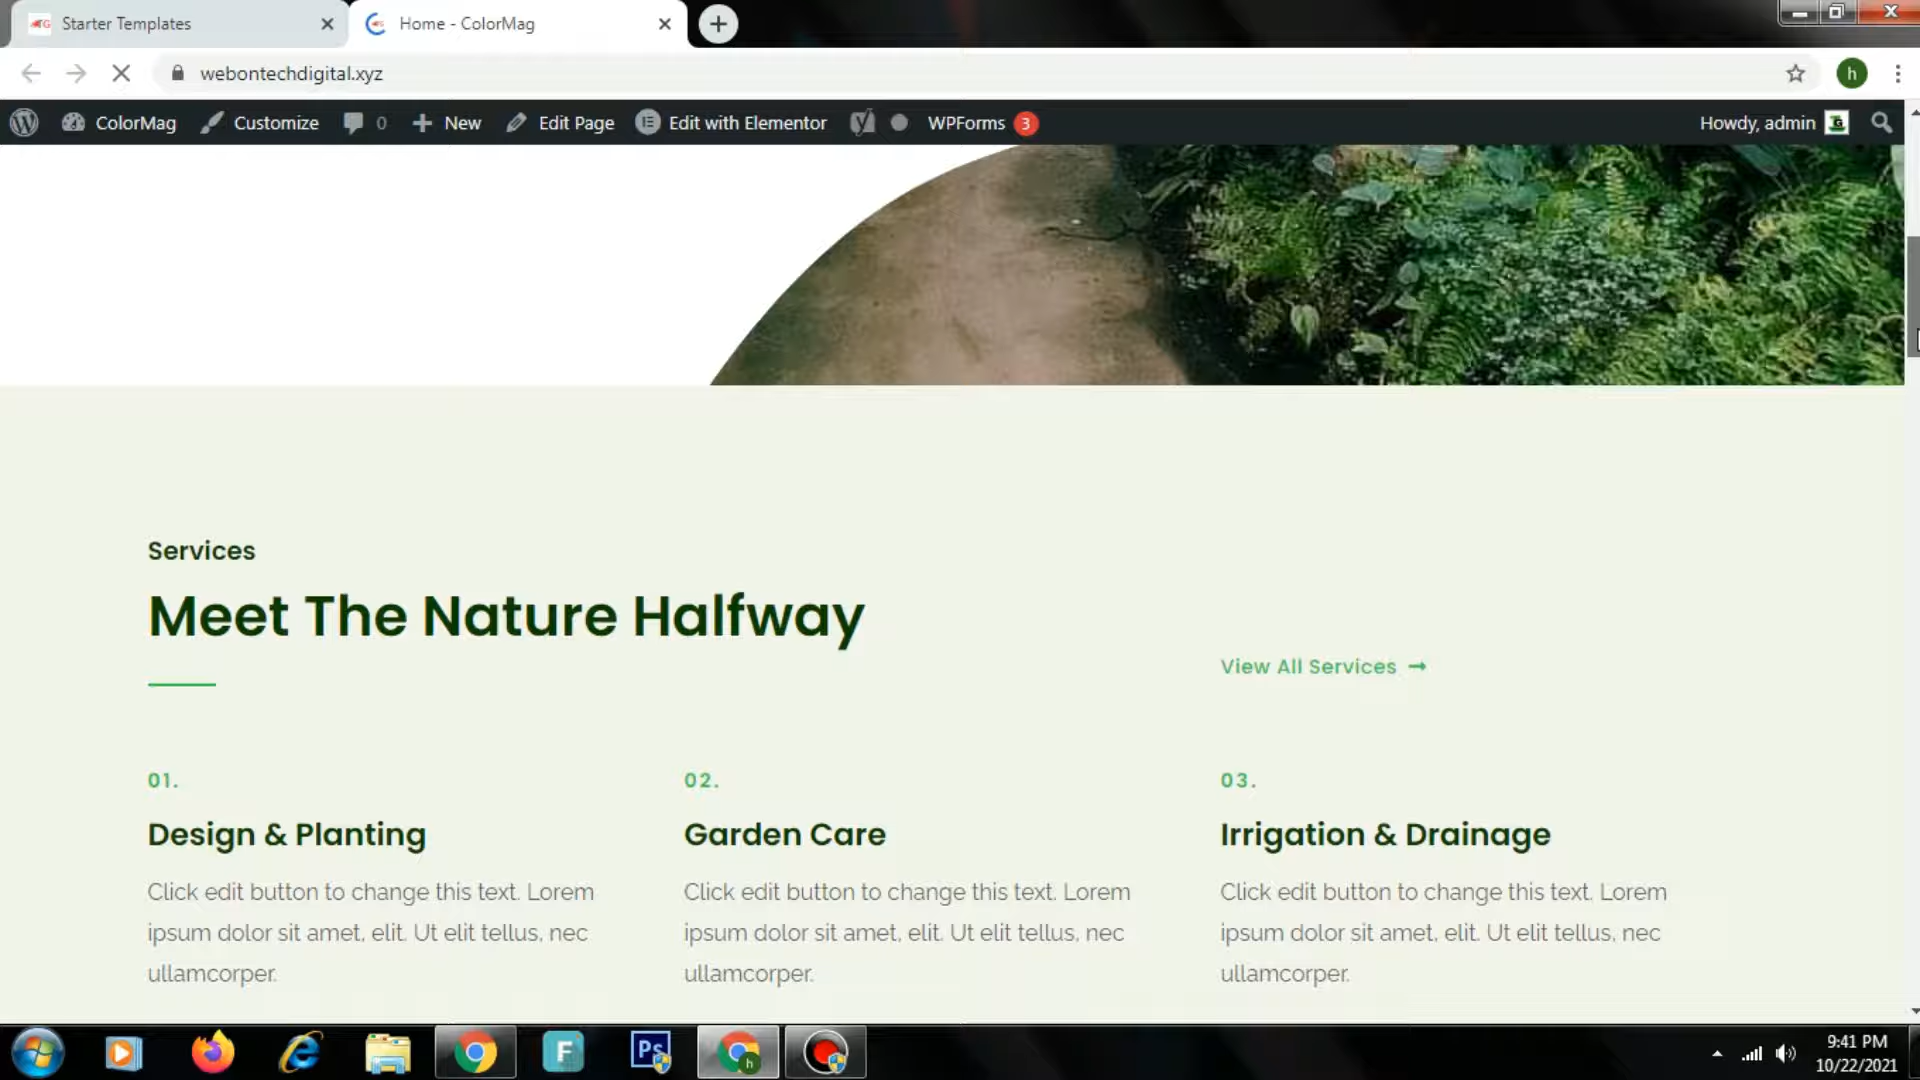 Starter Templates
Home - ColorMag
webontechdigital.xyz
h
ColorMag
Customize
0
New
Edit Page
Edit with Elementor
WPForms 3
Howdy, admin
Services
Meet The Nature Halfway
View All Services →
01.
Design & Planting
Click edit button to change this text. Lorem
ipsum dolor sit amet, elit. Ut elit tellus, nec
ullamcorper.
02.
Garden Care
Click edit button to change this text. Lorem
ipsum dolor sit amet, elit. Ut elit tellus, nec
ullamcorper.
03.
Irrigation & Drainage
Click edit button to change this text. Lorem
ipsum dolor sit amet, elit. Ut elit tellus, nec
ullamcorper.
F
Ps
h
9:41 PM
10/22/2021